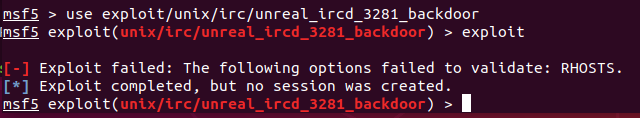 msf5 > use exploit/unix/irc/unreal_ircd_3281_backdoor
msf5 exploit(unix/irc/unreal_ircd_3281_backdoor) > exploit
[-] Exploit failed: The following options failed to validate: RHOSTS.
[*] Exploit completed, but no session was created.
msf5 exploit(unix/irc/unreal_ircd_3281_backdoor) >